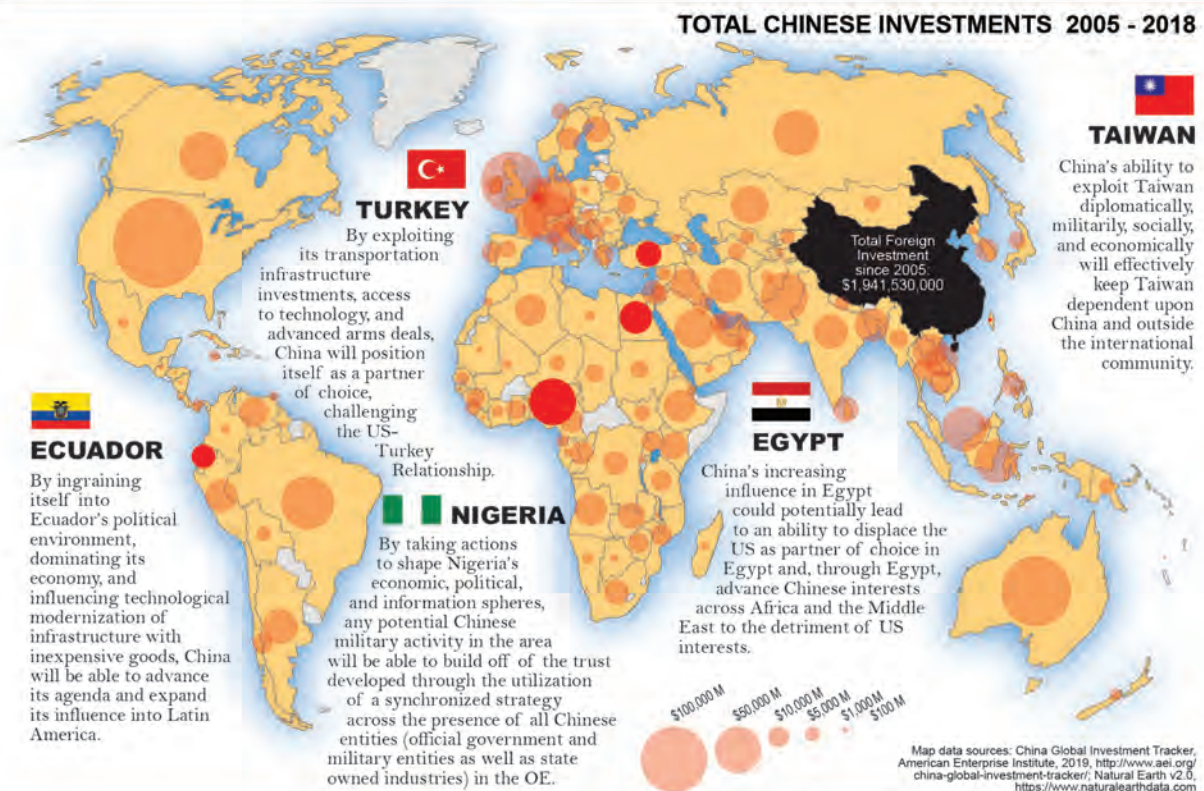 TOTAL CHINESE INVESTMENTS 2005 - 2018
TAIWAN
China's ability to
exploit Taiwan
diplomatically,
militarily, socially,
and economically
will effectively
keep Taiwan
dependent upon
China and outside
the international
community.
TURKEY
By exploiting
its transportation
infrastructure
investments, access
to technology, and
advanced arms deals,
China will position
itself as a partner
of choice,
challenging
the US-
Turkey
Relationship.
Total Foreign
Investment
since 2005:
$1,941,530,000
ECUADOR
By ingraining
itself into
Ecuador's political
environment,
dominating its
economy, and
influencing technological
modernization of
infrastructure with
inexpensive goods, China
will be able to advance
its agenda and expand
its influence into Latin
America.
NIGERIA
By taking actions
to shape Nigeria's
economic, political,
and information spheres,
any potential Chinese
military activity in the area
will be able to build off of the trust
developed through the utilization
of a synchronized strategy
across the presence of all Chinese
entities (official government and
military entities as well as state
owned industries) in the OE.
EGYPT
China's increasing
influence in Egypt
could potentially lead
to an ability to displace the
US as partner of choice in
Egypt and, through Egypt,
advance Chinese interests
across Africa and the Middle
East to the detriment of US
interests.
$100,000 M
$50,000 M
$10,000 M
$5,000 M
$1,000 M
$100 M
Map data sources: China Global Investment Tracker,
American Enterprise Institute, 2019, http://www.aei.org/
china-global-investment-tracker/; Natural Earth v2.0,
https://www.naturalearthdata.com